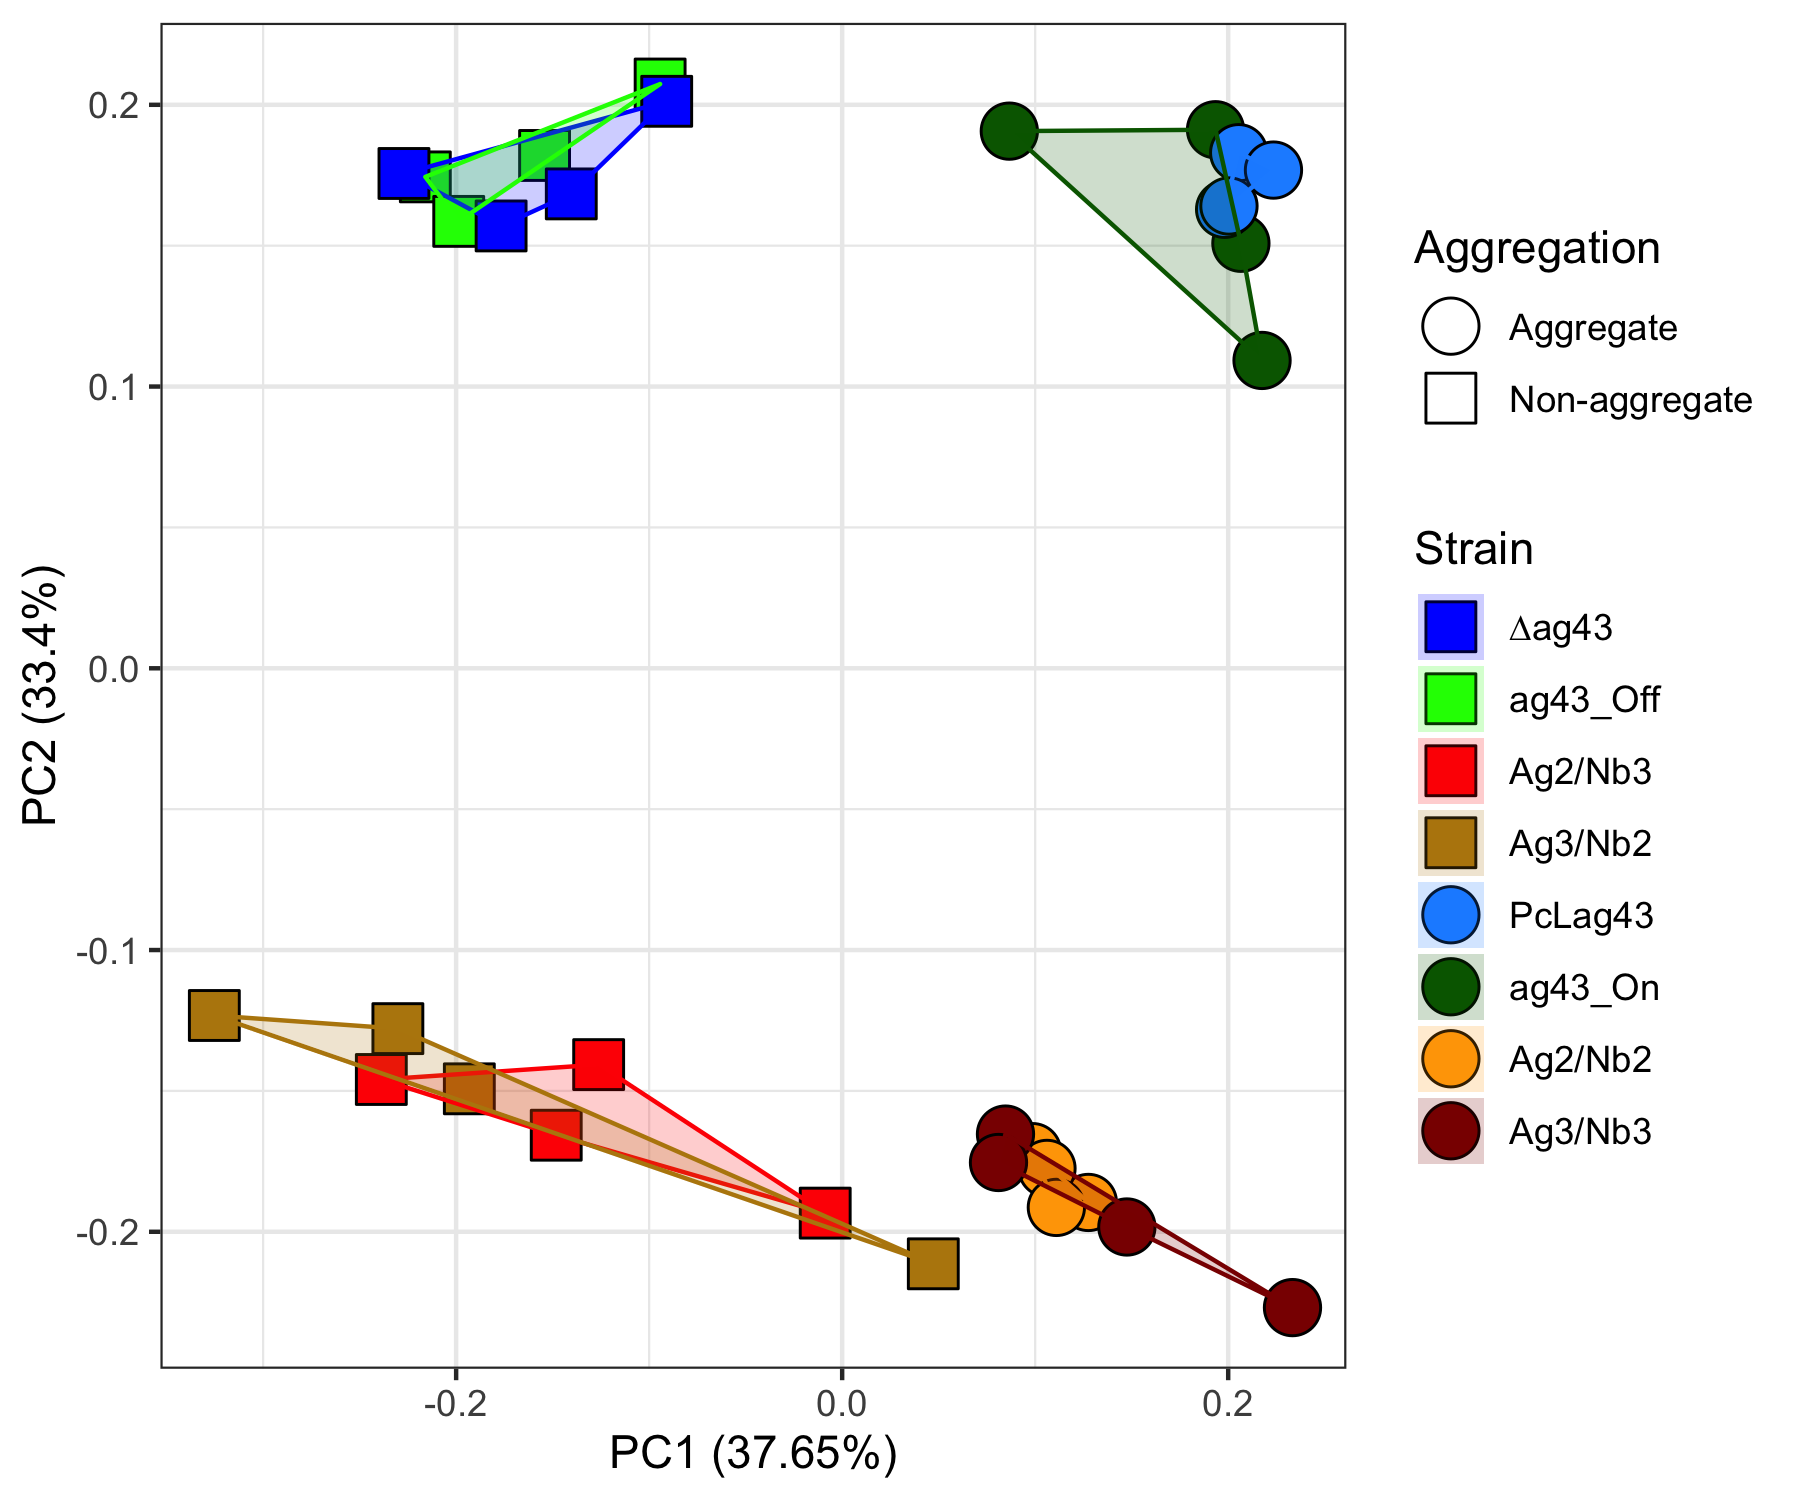 0.2
0.1
0.0
-0.1
-0.2
PC2 (33.4%)
-0.2
0.0
0.2
PC1 (37.65%)
Aggregation
Aggregate
Non-aggregate
Strain
Δag43
ag43_Off
Ag2/Nb3
Ag3/Nb2
PcLag43
ag43_On
Ag2/Nb2
Ag3/Nb3